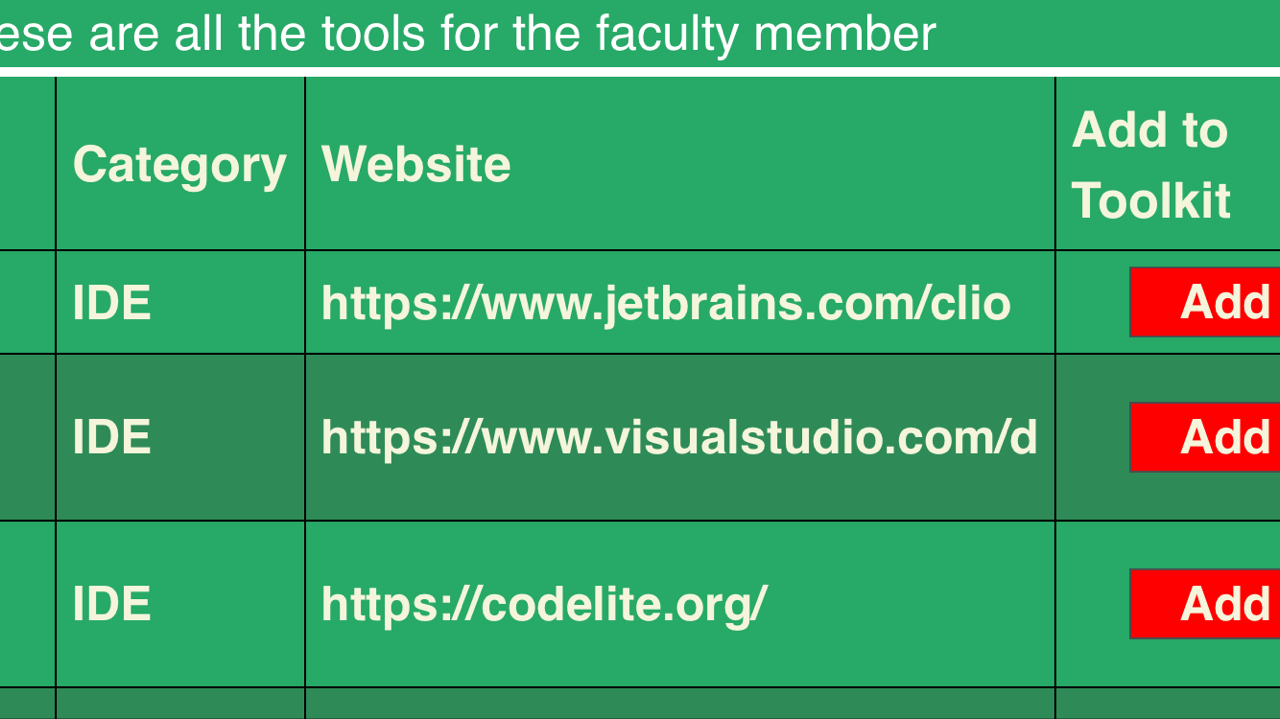 ese are all the tools for the faculty member
Category Website Add to
Toolkit
IDE https://www.jetbrains.com/clio Add
IDE https://www.visualstudio.com/d Add
IDE https://codelite.org/ Add